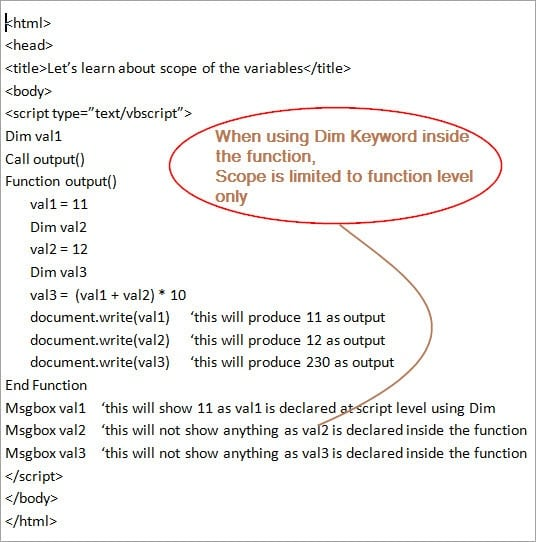 <html>
<head>
<title>Let’s learn about scope of the variables</title>
<body>
<script type=”text/vbscript”>
Dim val1
Call output()
Function output()
val1 = 11
Dim val2
val2 = 12
Dim val3
val3 =  (val1 + val2) * 10
document.write(val1)     ‘this will produce 11 as output
document.write(val2)     ‘this will produce 12 as output
document.write(val3)     ‘this will produce 230 as output
End Function
Msgbox val1    ‘this will show 11 as val1 is declared at script level using Dim
Msgbox val2    ‘this will not show anything as val2 is declared inside the function
Msgbox val3    ‘this will not show anything as val3 is declared inside the function
</script>
</body>
</html>
When using Dim Keyword inside
the function,
Scope is limited to function level
only